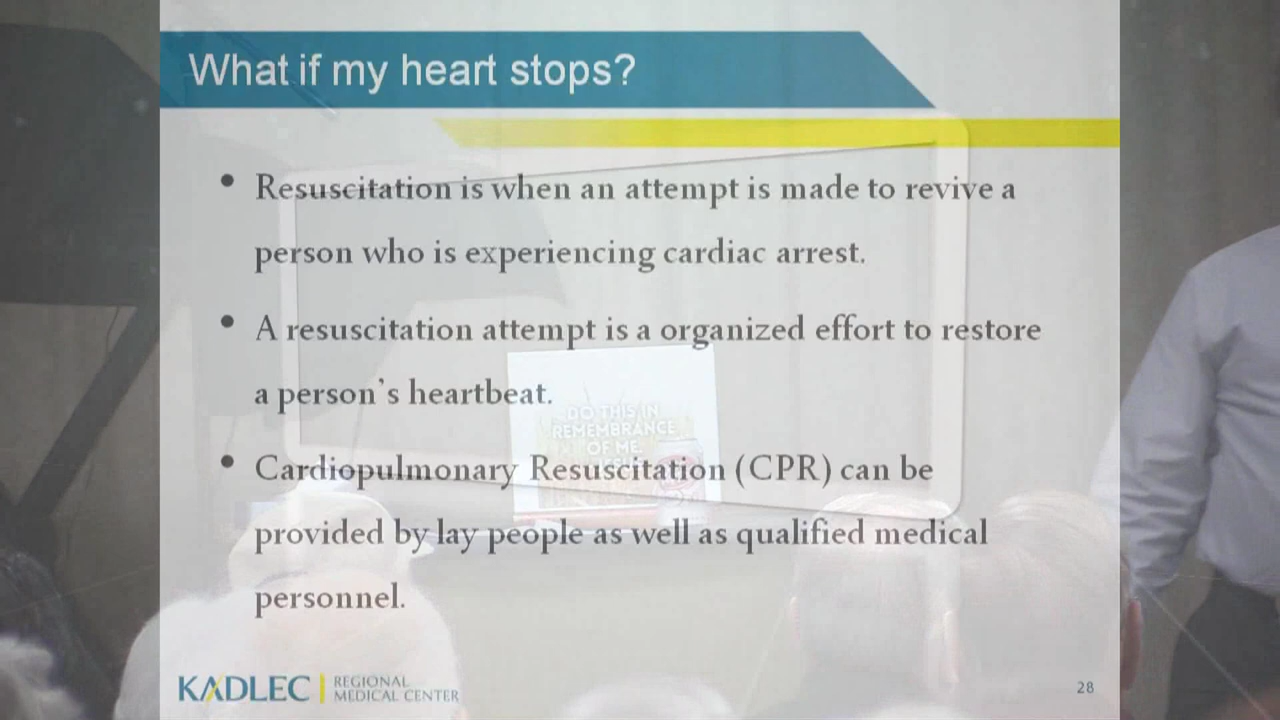 What if my heart stops?
• Resuscitation is when an attempt is made to revive a
person who is experiencing cardiac arrest.
• A resuscitation attempt is a organized effort to restore
a person's heartbeat.
DO THIS IN
REMEMBRANCE
OF ME.
• Cardiopulmonary Resuscitation (CPR) can be
provided by lay people as well as qualified medical
personnel.
KADLEC REGIONAL
MEDICAL CENTER
28